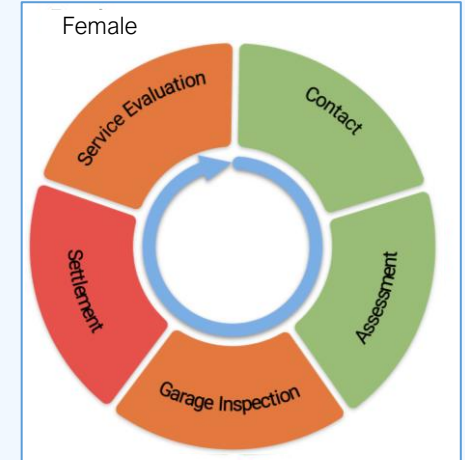 Female
Contact
Assessment
Garage Inspection
Settlement
Service Evaluation